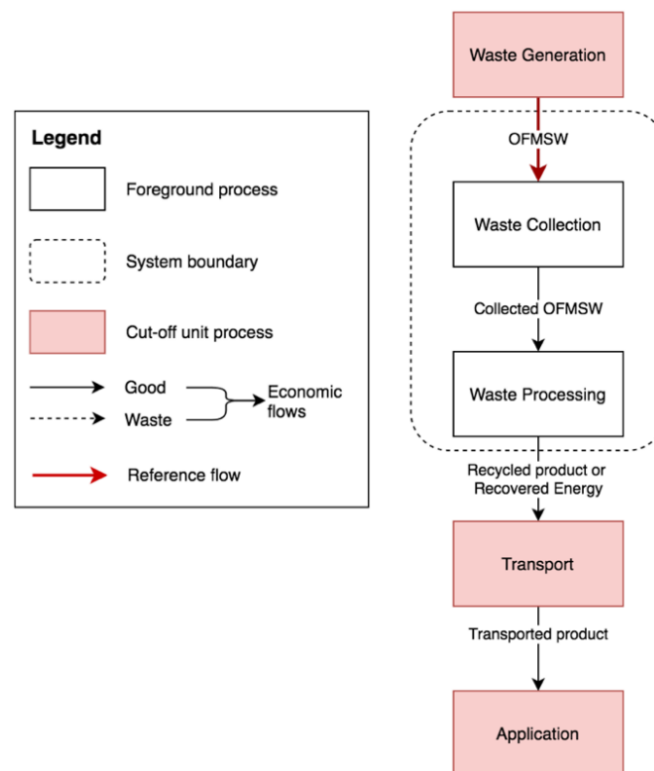 Waste Generation
Legend
OFMSW
Foreground process
Waste Collection
System boundary
Collected OFMSW
Cut-off unit process
Good
Waste
Economic
flows
Waste Processing
Reference flow
Recycled product or
Recovered Energy
Transport
Transported product
Application